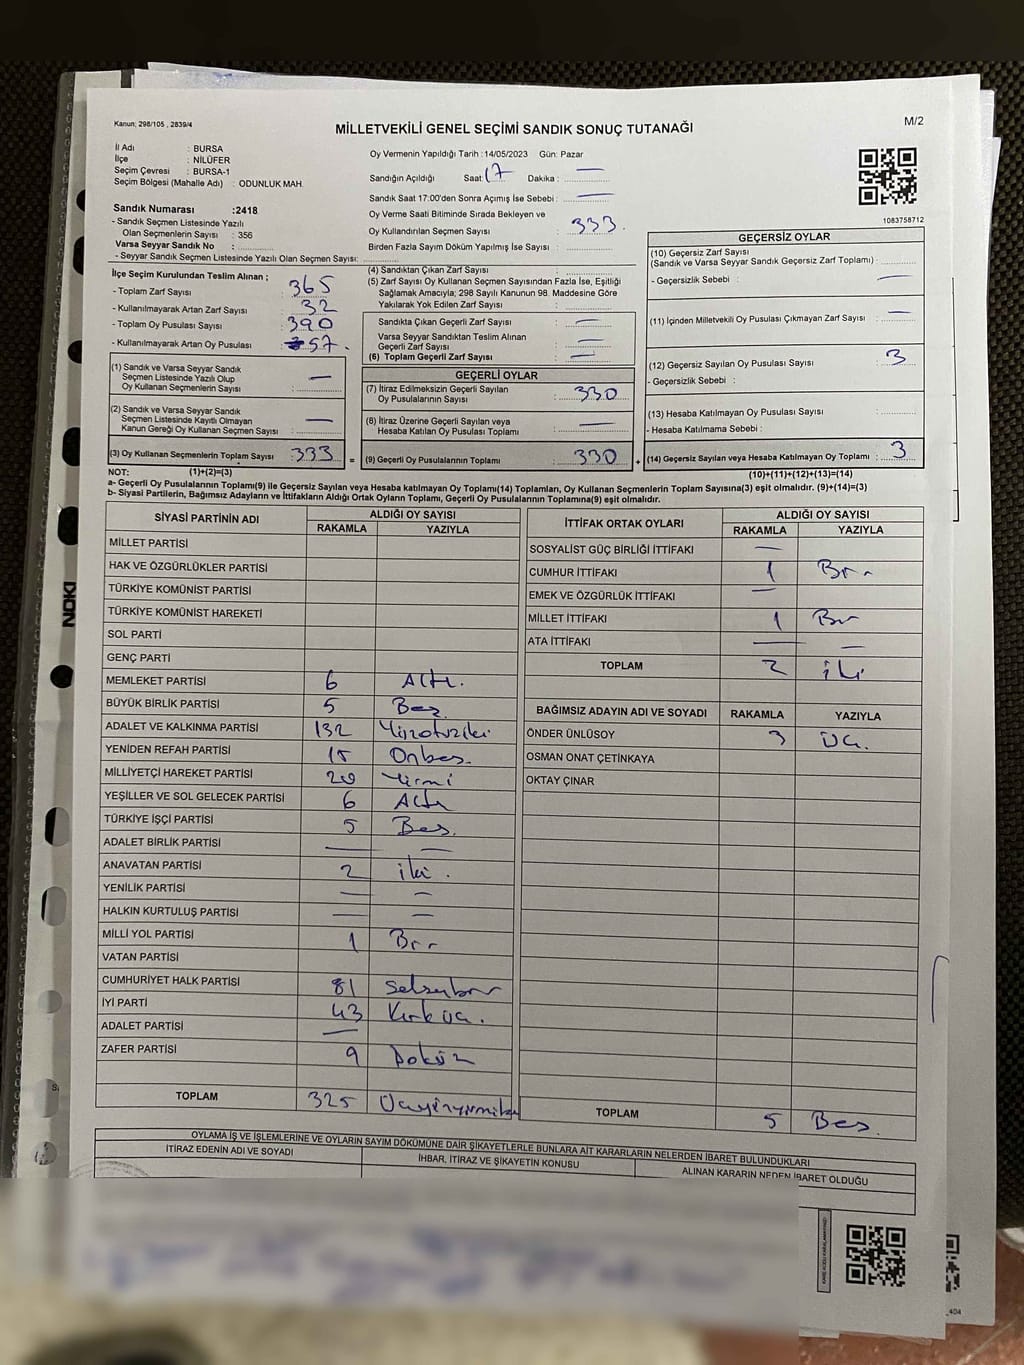 Kanun; 298/105 , 2839/4
MİLLETVEKİLİ GENEL SEÇİMİ SANDIK SONUÇ TUTANAĞI
M/2
İl Adı : BURSA
İlçe : NİLÜFER
Seçim Çevresi : BURSA-1
Seçim Bölgesi (Mahalle Adı) : ODUNLUK MAH.
Sandık Numarası :2418
- Sandık Seçmen Listesinde Yazılı
Olan Seçmenlerin Sayısı : 356
Varsa Seyyar Sandık No :
- Seyyar Sandık Seçmen Listesinde Yazılı Olan Seçmen Sayısı:
Oy Vermenin Yapıldığı Tarih :14/05/2023 Gün: Pazar
Sandığın Açıldığı Saat: 17 Dakika : —
Sandık Saat 17:00'den Sonra Açımış İse Sebebi : —
Oy Verme Saati Bitiminde Sırada Bekleyen ve
Oy Kullandırılan Seçmen Sayısı : 333
Birden Fazla Sayım Döküm Yapılmış İse Sayısı :
1083758712
İlçe Seçim Kurulundan Teslim Alınan ;
- Toplam Zarf Sayısı : 365
- Kullanılmayarak Artan Zarf Sayısı : 32
- Toplam Oy Pusulası Sayısı : 390
- Kullanılmayarak Artan Oy Pusulası : 57
(1) Sandık ve Varsa Seyyar Sandık
Seçmen Listesinde Yazılı Olup
Oy Kullanan Seçmenlerin Sayısı : —
(2) Sandık ve Varsa Seyyar Sandık
Seçmen Listesinde Kayıtlı Olmayan
Kanun Gereği Oy Kullanan Seçmen Sayısı : —
(3) Oy Kullanan Seçmenlerin Toplam Sayısı : 333 =
(4) Sandıktan Çıkan Zarf Sayısı :
(5) Zarf Sayısı Oy Kullanan Seçmen Sayısından Fazla İse, Eşitliği
Sağlamak Amacıyla; 298 Sayılı Kanunun 98. Maddesine Göre
Yakılarak Yok Edilen Zarf Sayısı :
Sandıkta Çıkan Geçerli Zarf Sayısı : —
Varsa Seyyar Sandıktan Teslim Alınan
Geçerli Zarf Sayısı : —
(6) Toplam Geçerli Zarf Sayısı : —
GEÇERLİ OYLAR
(7) İtiraz Edilmeksizin Geçerli Sayılan
Oy Pusulalarının Sayısı : 330
(8) İtiraz Üzerine Geçerli Sayılan veya
Hesaba Katılan Oy Pusulası Toplamı : —
(9) Geçerli Oy Pusulalarının Toplamı : 330 +
GEÇERSİZ OYLAR
(10) Geçersiz Zarf Sayısı
(Sandık ve Varsa Seyyar Sandık Geçersiz Zarf Toplamı) :
- Geçersizlik Sebebi : —
(11) İçinden Milletvekili Oy Pusulası Çıkmayan Zarf Sayısı : —
(12) Geçersiz Sayılan Oy Pusulası Sayısı : 3
- Geçersizlik Sebebi :
(13) Hesaba Katılmayan Oy Pusulası Sayısı :
- Hesaba Katılmama Sebebi :
(14) Geçersiz Sayılan veya Hesaba Katılmayan Oy Toplamı : 3
NOT: (1)+(2)=(3) (10)+(11)+(12)+(13)=(14)
a- Geçerli Oy Pusulalarının Toplamı(9) ile Geçersiz Sayılan veya Hesaba Katılmayan Oy Toplamı(14) Toplamları, Oy Kullanan Seçmenlerin Toplam Sayısına(3) eşit olmalıdır. (9)+(14)=(3)
b- Siyasi Partilerin, Bağımsız Adayların ve İttifakların Aldığı Ortak Oyların Toplamı, Geçerli Oy Pusulalarının Toplamına(9) eşit olmalıdır.
SİYASİ PARTİNİN ADI ALDIĞI OY SAYISI
RAKAMLA YAZIYLA
MİLLET PARTİSİ
HAK VE ÖZGÜRLÜKLER PARTİSİ
TÜRKİYE KOMÜNİST PARTİSİ
TÜRKİYE KOMÜNİST HAREKETİ
SOL PARTİ
GENÇ PARTİ
MEMLEKET PARTİSİ 6 Altı.
BÜYÜK BİRLİK PARTİSİ 5 Beş
ADALET VE KALKINMA PARTİSİ 132 Yüzotuziki
YENİDEN REFAH PARTİSİ 15 Onbeş.
MİLLİYETÇİ HAREKET PARTİSİ 20 Yirmi
YEŞİLLER VE SOL GELECEK PARTİSİ 6 Altı
TÜRKİYE İŞÇİ PARTİSİ 5 Beş.
ADALET BİRLİK PARTİSİ — —
ANAVATAN PARTİSİ 2 iki .
YENİLİK PARTİSİ — —
HALKIN KURTULUŞ PARTİSİ — —
MİLLİ YOL PARTİSİ 1 Bir
VATAN PARTİSİ
CUMHURİYET HALK PARTİSİ 81 Seksenbir
İYİ PARTİ 43 Kırküç.
ADALET PARTİSİ —
ZAFER PARTİSİ 9 Dokuz
TOPLAM 325 Üçyüzyirmibeş
İTTİFAK ORTAK OYLARI ALDIĞI OY SAYISI
RAKAMLA YAZIYLA
SOSYALİST GÜÇ BİRLİĞİ İTTİFAKI —
CUMHUR İTTİFAKI 1 Bir
EMEK VE ÖZGÜRLÜK İTTİFAKI —
MİLLET İTTİFAKI 1 Bir
ATA İTTİFAKI — —
TOPLAM 2 iki
BAĞIMSIZ ADAYIN ADI VE SOYADI RAKAMLA YAZIYLA
ÖNDER ÜNLÜSOY 3 Üç.
OSMAN ONAT ÇETİNKAYA
OKTAY ÇINAR
TOPLAM 5 Beş.
OYLAMA İŞ VE İŞLEMLERİNE VE OYLARIN SAYIM DÖKÜMÜNE DAİR ŞİKAYETLERLE BUNLARA AİT KARARLARIN NELERDEN İBARET BULUNDUKLARI
İTİRAZ EDENİN ADI VE SOYADI İHBAR, İTİRAZ VE ŞİKAYETİN KONUSU ALINAN KARARIN NEDEN İBARET OLDUĞU
NOKI
_404